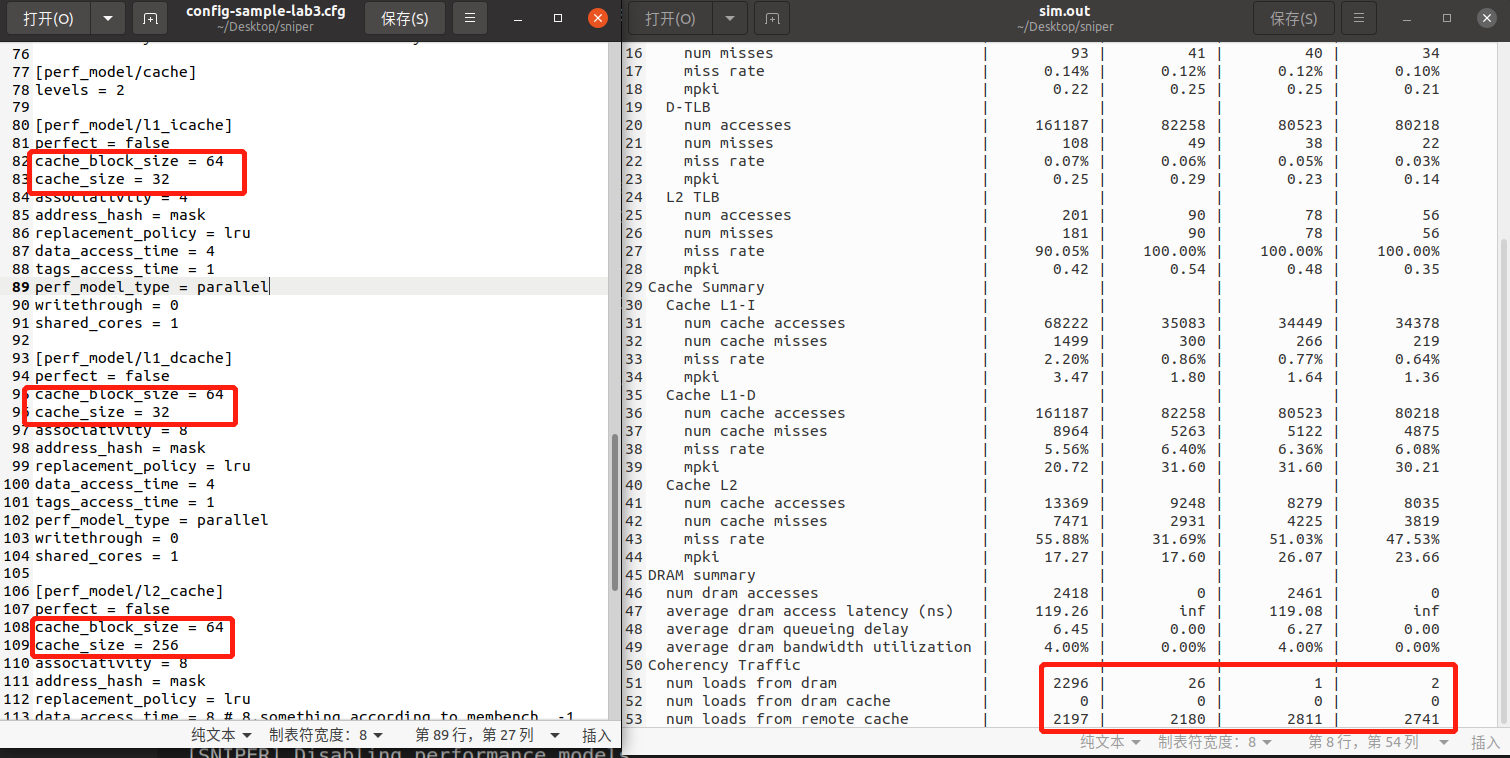 打开(O)
config-sample-lab3.cfg
~/Desktop/sniper
保存(S)
76
77 [perf_model/cache]
78 levels = 2
79
80 [perf_model/l1_icache]
81 perfect = false
82 cache_block_size = 64
83 cache_size = 32
84 associativity = 4
85 address_hash = mask
86 replacement_policy = lru
87 data_access_time = 4
88 tags_access_time = 1
89 perf_model_type = parallel
90 writethrough = 0
91 shared_cores = 1
92
93 [perf_model/l1_dcache]
94 perfect = false
95 cache_block_size = 64
96 cache_size = 32
97 associativity = 8
98 address_hash = mask
99 replacement_policy = lru
100 data_access_time = 4
101 tags_access_time = 1
102 perf_model_type = parallel
103 writethrough = 0
104 shared_cores = 1
105
106 [perf_model/l2_cache]
107 perfect = false
108 cache_block_size = 64
109 cache_size = 256
110 associativity = 8
111 address_hash = mask
112 replacement_policy = lru
113 data_access_time = 8 # 8.something according to membench, -1
纯文本 制表符宽度：8 第 89 行，第 27 列 插入
[SNIPER] Disabling performance models
打开(O)
sim.out
~/Desktop/sniper
保存(S)
16 num misses | 93 | 41 | 40 | 34
17 miss rate | 0.14% | 0.12% | 0.12% | 0.10%
18 mpki | 0.22 | 0.25 | 0.25 | 0.21
19 D-TLB | | | |
20 num accesses | 161187 | 82258 | 80523 | 80218
21 num misses | 108 | 49 | 38 | 22
22 miss rate | 0.07% | 0.06% | 0.05% | 0.03%
23 mpki | 0.25 | 0.29 | 0.23 | 0.14
24 L2 TLB | | | |
25 num accesses | 201 | 90 | 78 | 56
26 num misses | 181 | 90 | 78 | 56
27 miss rate | 90.05% | 100.00% | 100.00% | 100.00%
28 mpki | 0.42 | 0.54 | 0.48 | 0.35
29 Cache Summary | | | |
30 Cache L1-I | | | |
31 num cache accesses | 68222 | 35083 | 34449 | 34378
32 num cache misses | 1499 | 300 | 266 | 219
33 miss rate | 2.20% | 0.86% | 0.77% | 0.64%
34 mpki | 3.47 | 1.80 | 1.64 | 1.36
35 Cache L1-D | | | |
36 num cache accesses | 161187 | 82258 | 80523 | 80218
37 num cache misses | 8964 | 5263 | 5122 | 4875
38 miss rate | 5.56% | 6.40% | 6.36% | 6.08%
39 mpki | 20.72 | 31.60 | 31.60 | 30.21
40 Cache L2 | | | |
41 num cache accesses | 13369 | 9248 | 8279 | 8035
42 num cache misses | 7471 | 2931 | 4225 | 3819
43 miss rate | 55.88% | 31.69% | 51.03% | 47.53%
44 mpki | 17.27 | 17.60 | 26.07 | 23.66
45 DRAM summary | | | |
46 num dram accesses | 2418 | 0 | 2461 | 0
47 average dram access latency (ns) | 119.26 | inf | 119.08 | inf
48 average dram queueing delay | 6.45 | 0.00 | 6.27 | 0.00
49 average dram bandwidth utilization | 4.00% | 0.00% | 4.00% | 0.00%
50 Coherency Traffic | | | |
51 num loads from dram | 2296 | 26 | 1 | 2
52 num loads from dram cache | 0 | 0 | 0 | 0
53 num loads from remote cache | 2197 | 2180 | 2811 | 2741
纯文本 制表符宽度：8 第 8 行，第 54 列 插入